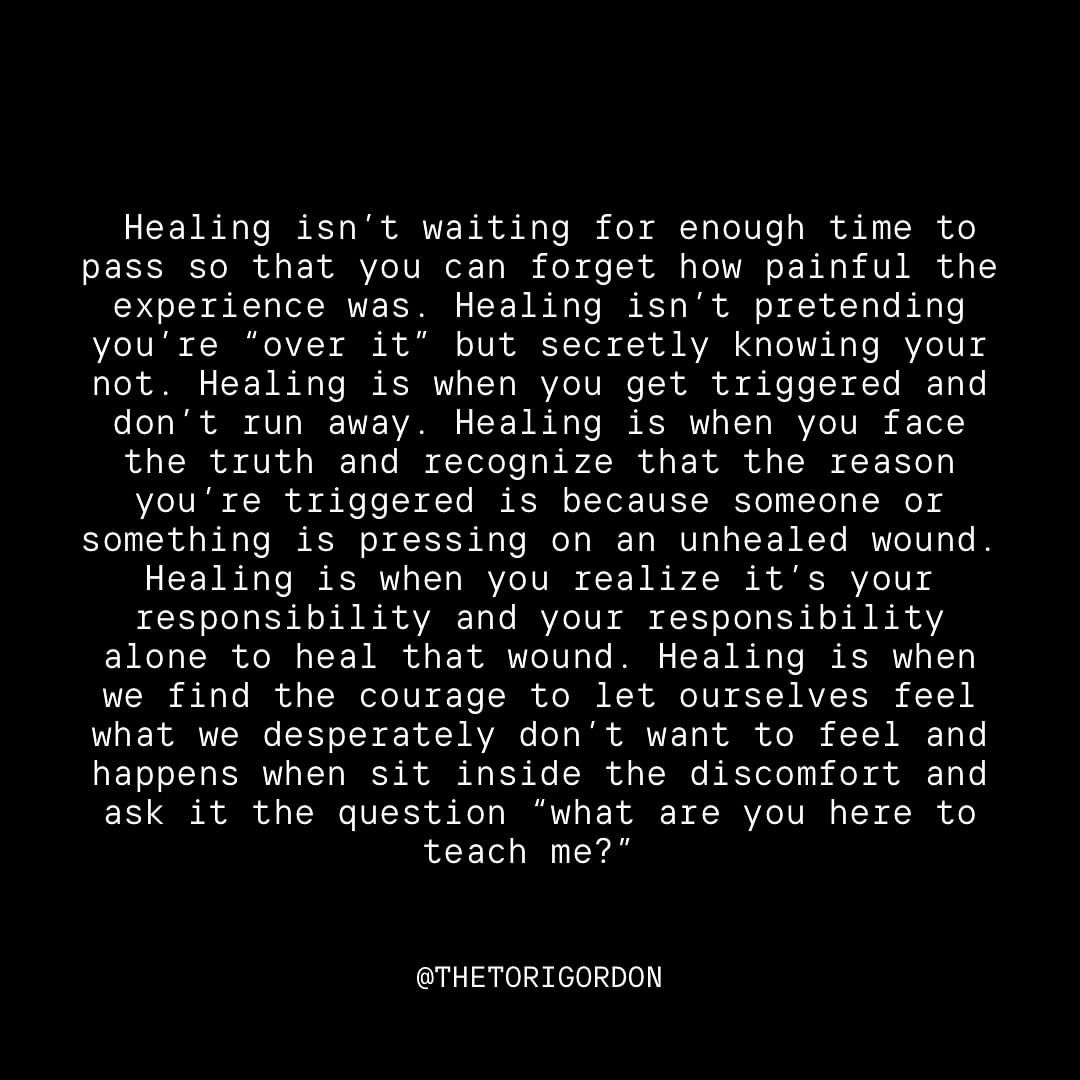 Healing isn't waiting for enough time to
pass so that you can forget how painful the
experience was. Healing isn't pretending
you're “over it” but secretly knowing your
not. Healing is when you get triggered and
don't run away. Healing is when you face
the truth and recognize that the reason
you're triggered is because someone or
something is pressing on an unhealed wound.
Healing is when you realize it's your
responsibility and your responsibility
alone to heal that wound. Healing is when
we find the courage to let ourselves feel
what we desperately don't want to feel and
happens when sit inside the discomfort and
ask it the question “what are you here to
teach me?”
@THETORIGORDON